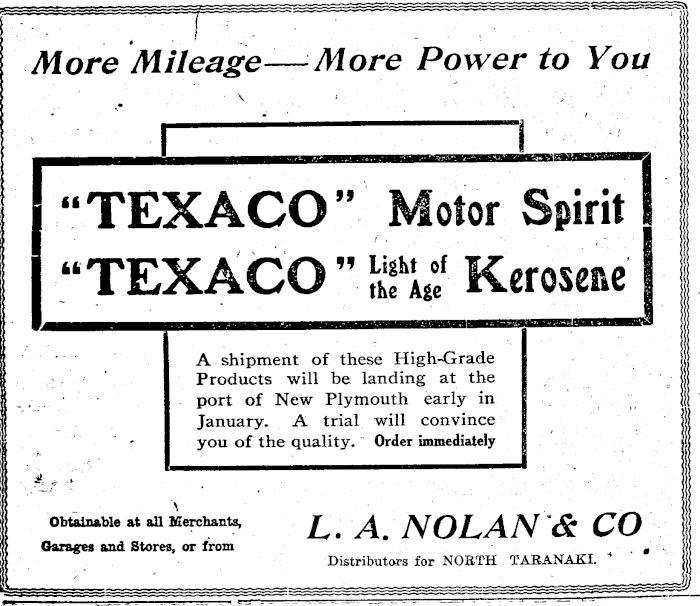 More Mileage—More Power to You
"TEXACO" Motor Spirit
"TEXACO" Light of the Age Kerosene
A shipment of these High-Grade
Products will be landing at the
port of New Plymouth early in
January. A trial will convince
you of the quality. Order immediately
Obtainable at all Merchants,
Garages and Stores, or from
L. A. NOLAN & CO
Distributors for NORTH TARANAKI.